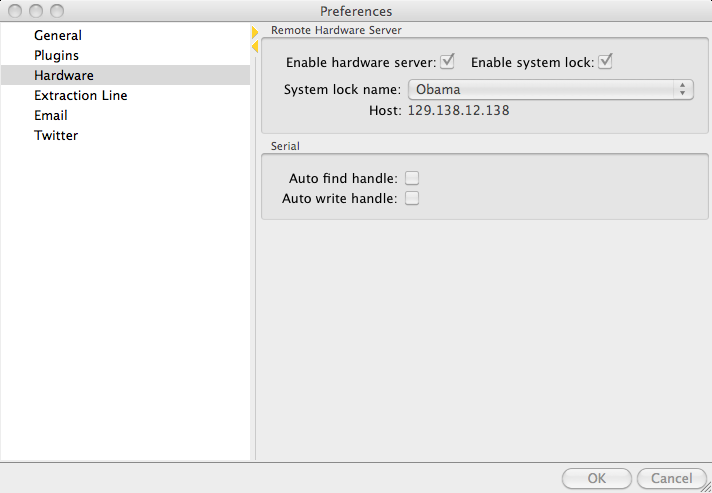 Preferences
General
Plugins
Hardware
Extraction Line
Email
Twitter
Remote Hardware Server
Enable hardware server: Enable system lock:
System lock name: Obama
Host: 129.138.12.138
Serial
Auto find handle:
Auto write handle:
OK Cancel